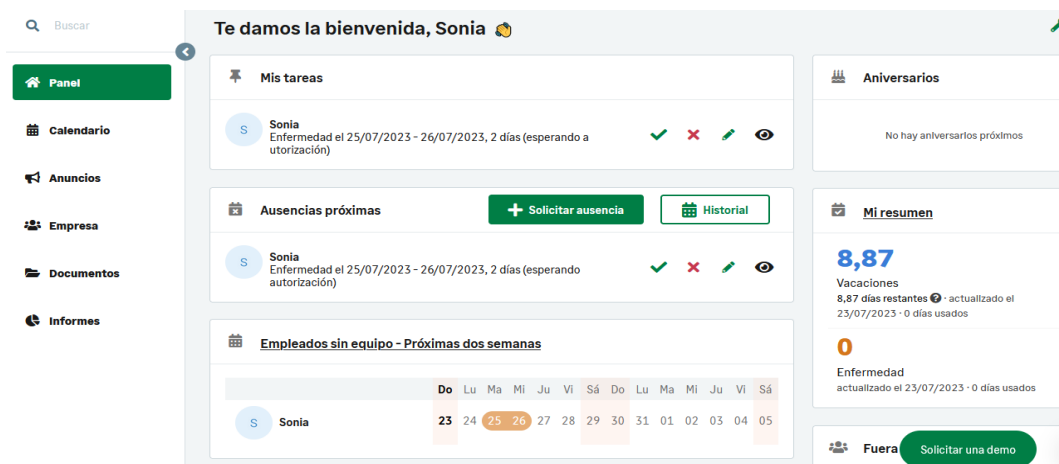 Buscar
Panel
Calendario
Anuncios
Empresa
Documentos
Informes
Te damos la bienvenida, Sonia
Mis tareas
S
Sonia
Enfermedad el 25/07/2023 - 26/07/2023, 2 días (esperando a
utorización)
Ausencias próximas
Solicitar ausencia
Historial
S
Sonia
Enfermedad el 25/07/2023 - 26/07/2023, 2 días (esperando
autorización)
Empleados sin equipo - Próximas dos semanas
Do Lu Ma Mi Ju Vi Sá Do Lu Ma Mi Ju Vi Sá
S Sonia 23 24 25 26 27 28 29 30 31 01 02 03 04 05
Aniversarios
No hay aniversarios próximos
Mi resumen
8,87
Vacaciones
8,87 días restantes ? · actualizado el
23/07/2023 · 0 días usados
0
Enfermedad
actualizado el 23/07/2023 · 0 días usados
Fuera
Solicitar una demo